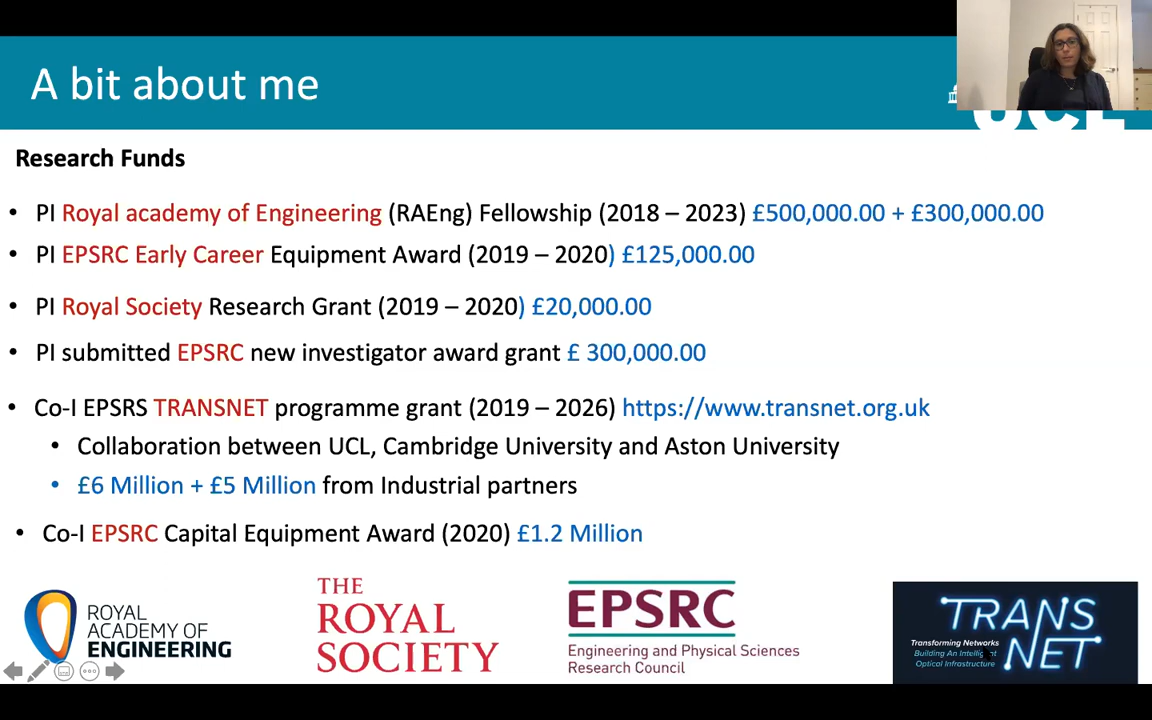 A bit about me
UCL
Research Funds
• PI Royal academy of Engineering (RAEng) Fellowship (2018 – 2023) £500,000.00 + £300,000.00
• PI EPSRC Early Career Equipment Award (2019 – 2020) £125,000.00
• PI Royal Society Research Grant (2019 – 2020) £20,000.00
• PI submitted EPSRC new investigator award grant £ 300,000.00
• Co-I EPSRS TRANSNET programme grant (2019 – 2026) https://www.transnet.org.uk
• Collaboration between UCL, Cambridge University and Aston University
• £6 Million + £5 Million from Industrial partners
• Co-I EPSRC Capital Equipment Award (2020) £1.2 Million
ROYAL
ACADEMY OF
ENGINEERING
THE
ROYAL
SOCIETY
EPSRC
Engineering and Physical Sciences
Research Council
TRANS
NET
Transforming Networks
Building An Intelligent
Optical Infrastructure